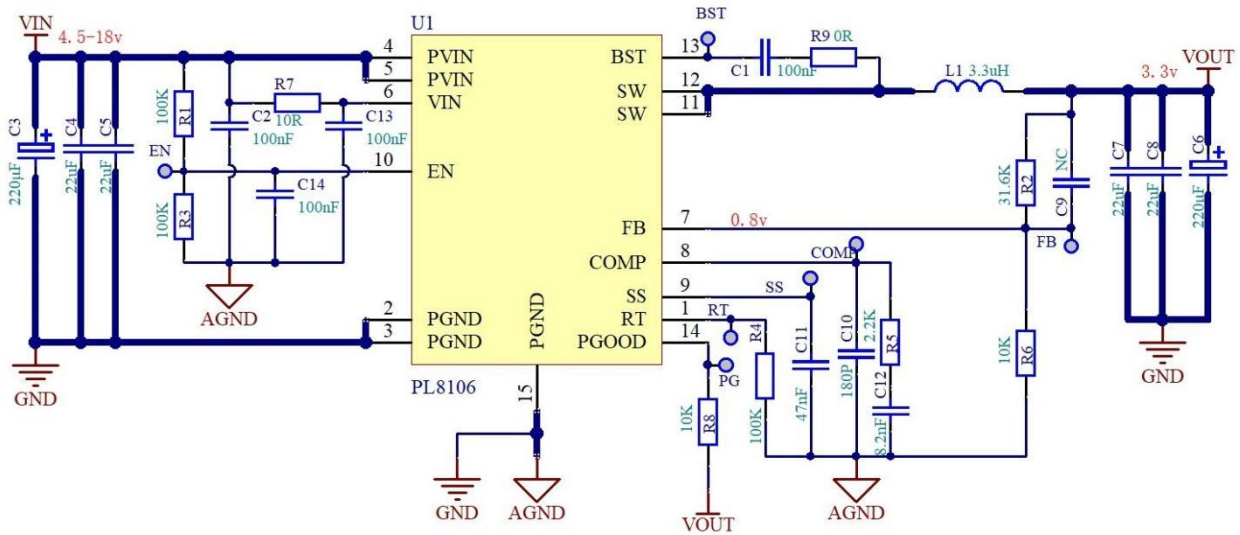 VIN
4.5-18v
C3
220µF
C4
22uF
C5
22uF
100K
R1
EN
100K
R3
R7
10R
C2
100nF
C13
100nF
C14
100nF
AGND
GND
U1
4
PVIN
5
PVIN
6
VIN
10
EN
2
PGND
3
PGND
PGND
15
PL8106
GND
AGND
BST
13
BST
SW
12
SW
11
FB
7
0.8v
COMP
8
SS
9
RT
1
PGOOD
14
BST
C1
100nF
R9 0R
L1 3.3uH
3.3v
VOUT
31.6K
R2
NC
C9
FB
C7
22uF
C8
22uF
C6
220µF
GND
COMP
SS
RT
PG
10K
R8
VOUT
R4
100K
C11
47nF
C10
180P
2.2K
R5
C12
8.2nF
10K
R6
AGND